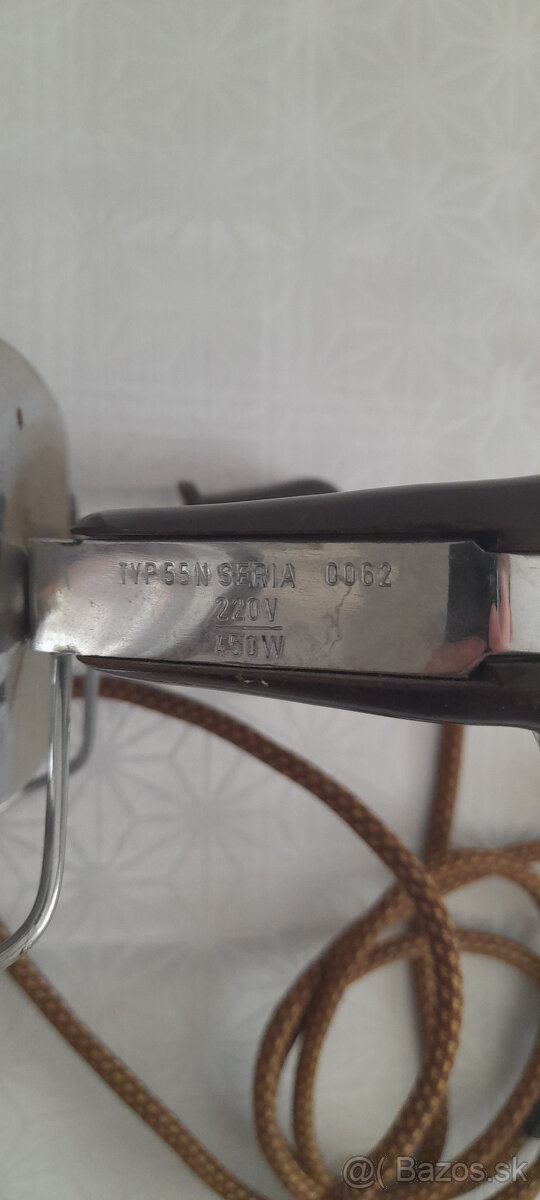 TYP 55N SERIA 0062
220V
450W
@( Bazos.sk